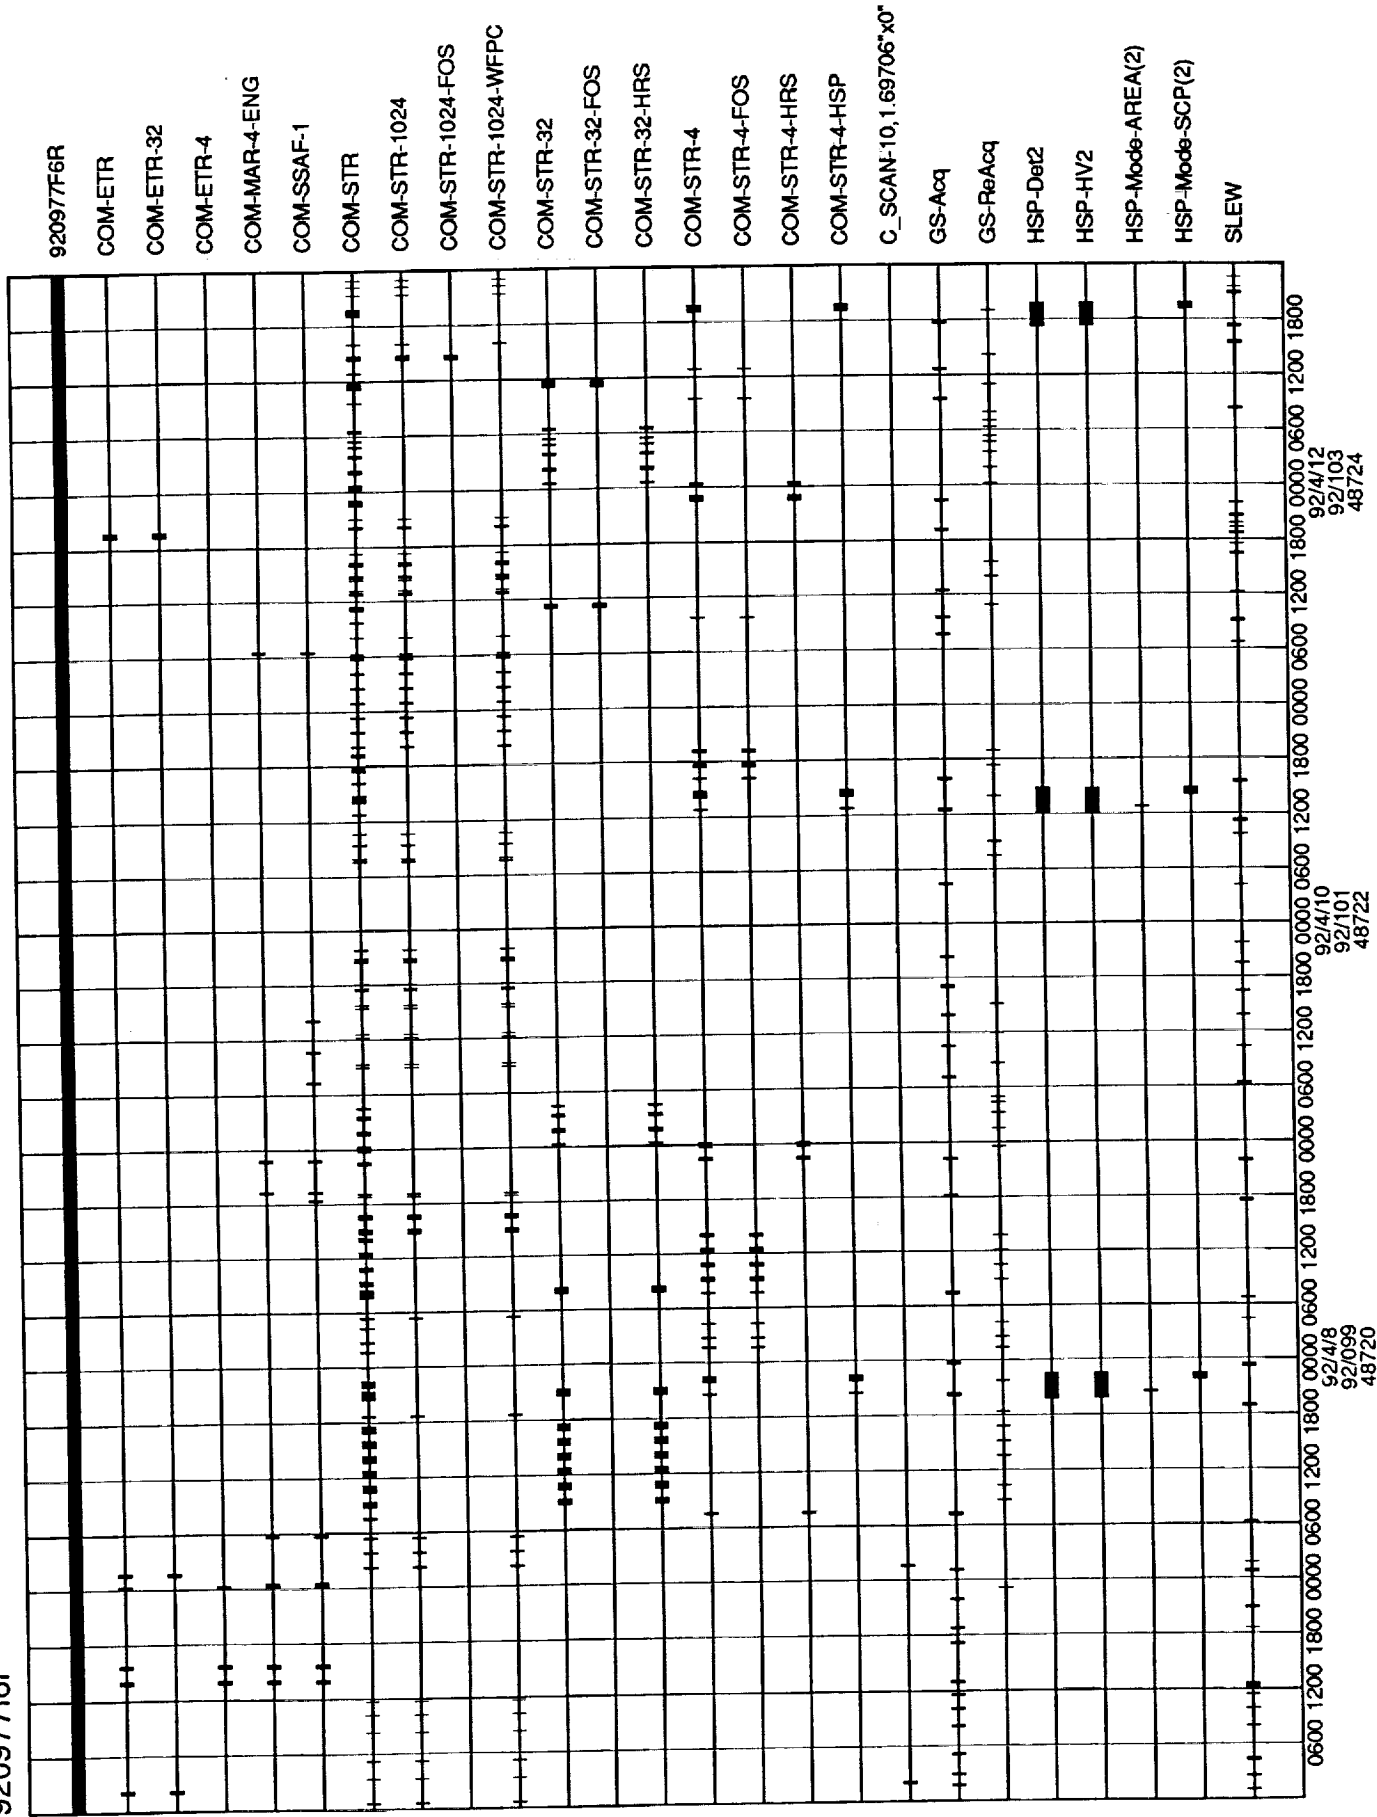 920977F6R
COM-ETR
COM-ETR-32
COM-ETR-4
COM-MAR-4-ENG
COM-SSAF-1
COM-STR
COM-STR-1024
COM-STR-1024-FOS
COM-STR-1024-WFPC
COM-STR-32
COM-STR-32-FOS
COM-STR-32-HRS
COM-STR-4
COM-STR-4-FOS
COM-STR-4-HRS
COM-STR-4-HSP
C_SCAN-10,1.69706"x0"
GS-Acq
GS-ReAcq
HSP-Det2
HSP-HV2
HSP-Mode-AREA(2)
HSP-Mode-SCP(2)
SLEW
0600 1200 1800 0000 0600 1200 1800 0000 0600 1200 1800 0000 0600 1200 1800 0000 0600 1200 1800 0000 0600 1200 1800 0000 0600 1200 1800
92/4/8 92/4/10 92/4/12
92/099 92/101 92/103
48720 48722 48724